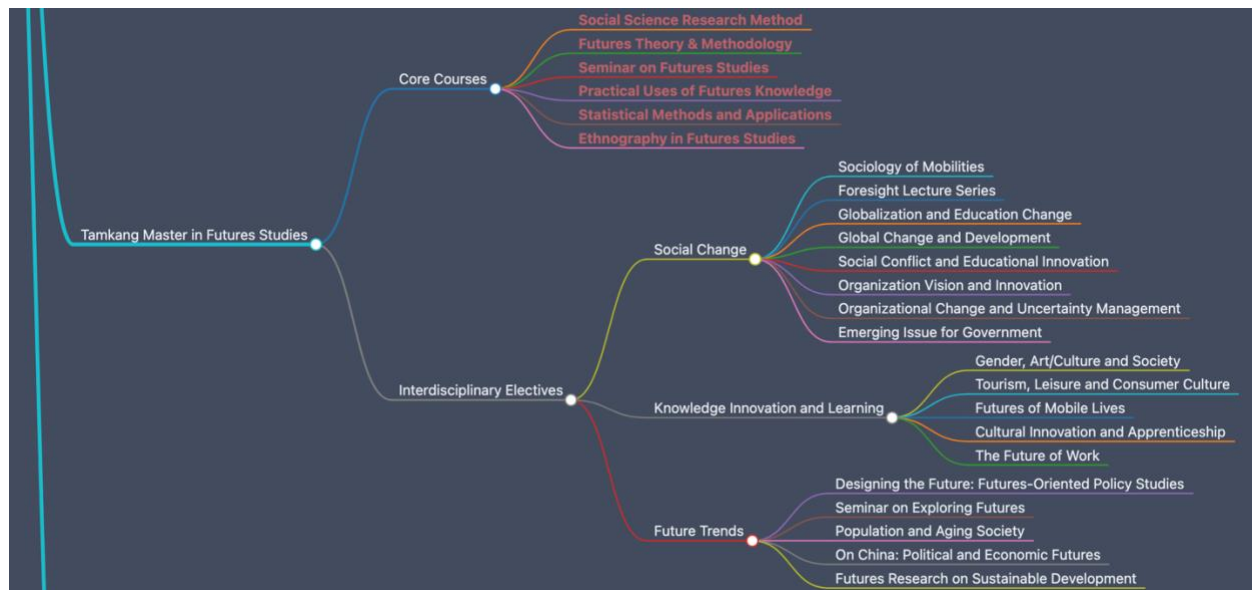 Social Science Research Method
Futures Theory & Methodology
Seminar on Futures Studies
Core Courses
Practical Uses of Futures Knowledge
Statistical Methods and Applications
Ethnography in Futures Studies
Sociology of Mobilities
Foresight Lecture Series
Globalization and Education Change
Tamkang Master in Futures Studies
Global Change and Development
Social Change
Social Conflict and Educational Innovation
Organization Vision and Innovation
Organizational Change and Uncertainty Management
Emerging Issue for Government
Gender, Art/Culture and Society
Interdisciplinary Electives
Tourism, Leisure and Consumer Culture
Knowledge Innovation and Learning
Futures of Mobile Lives
Cultural Innovation and Apprenticeship
The Future of Work
Designing the Future: Futures-Oriented Policy Studies
Seminar on Exploring Futures
Future Trends
Population and Aging Society
On China: Political and Economic Futures
Futures Research on Sustainable Development